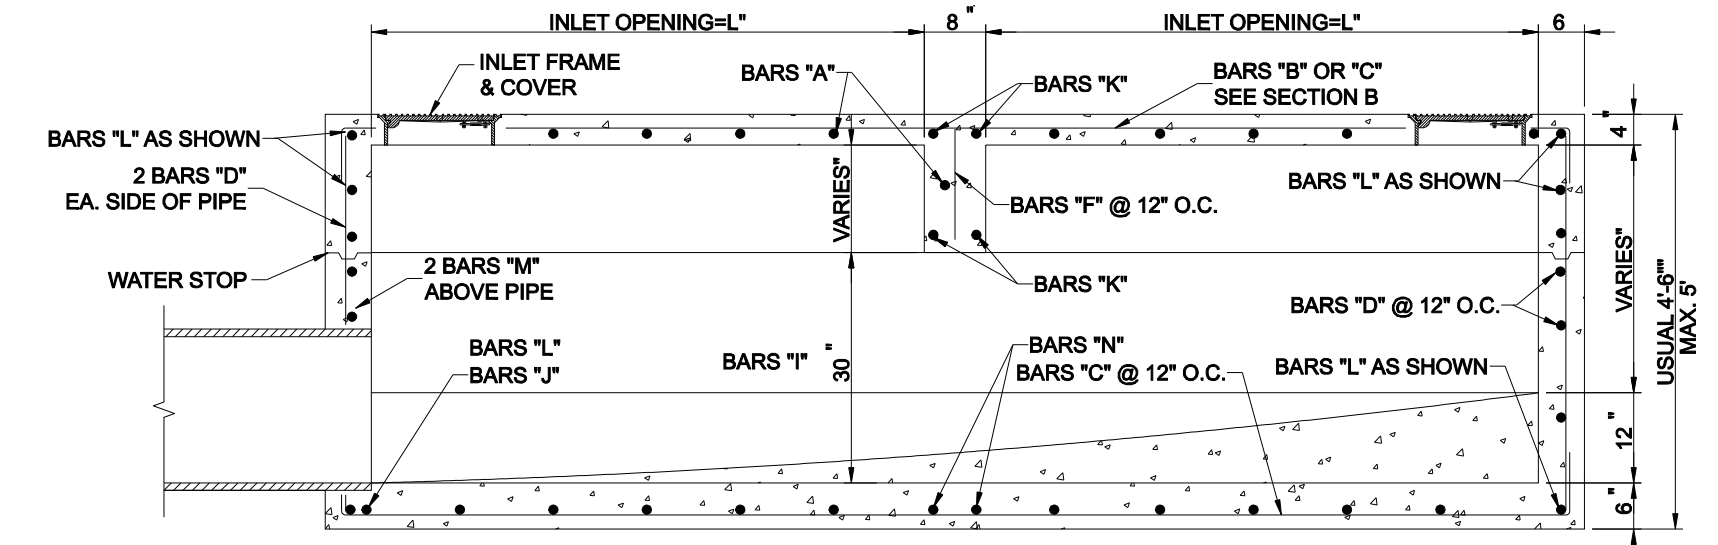 INLET OPENING=L"
8 "
INLET OPENING=L"
6
INLET FRAME
& COVER
BARS "A"
BARS "K"
BARS "B" OR "C"
SEE SECTION B
4 "
BARS "L" AS SHOWN
2 BARS "D"
EA. SIDE OF PIPE
VARIES"
BARS "F" @ 12" O.C.
BARS "L" AS SHOWN
VARIES"
WATER STOP
2 BARS "M"
ABOVE PIPE
BARS "K"
BARS "D" @ 12" O.C.
USUAL 4'-6""
MAX. 5'
BARS "L"
BARS "J"
BARS "I"
30 "
BARS "N"
BARS "C" @ 12" O.C.
BARS "L" AS SHOWN
12 "
6 "